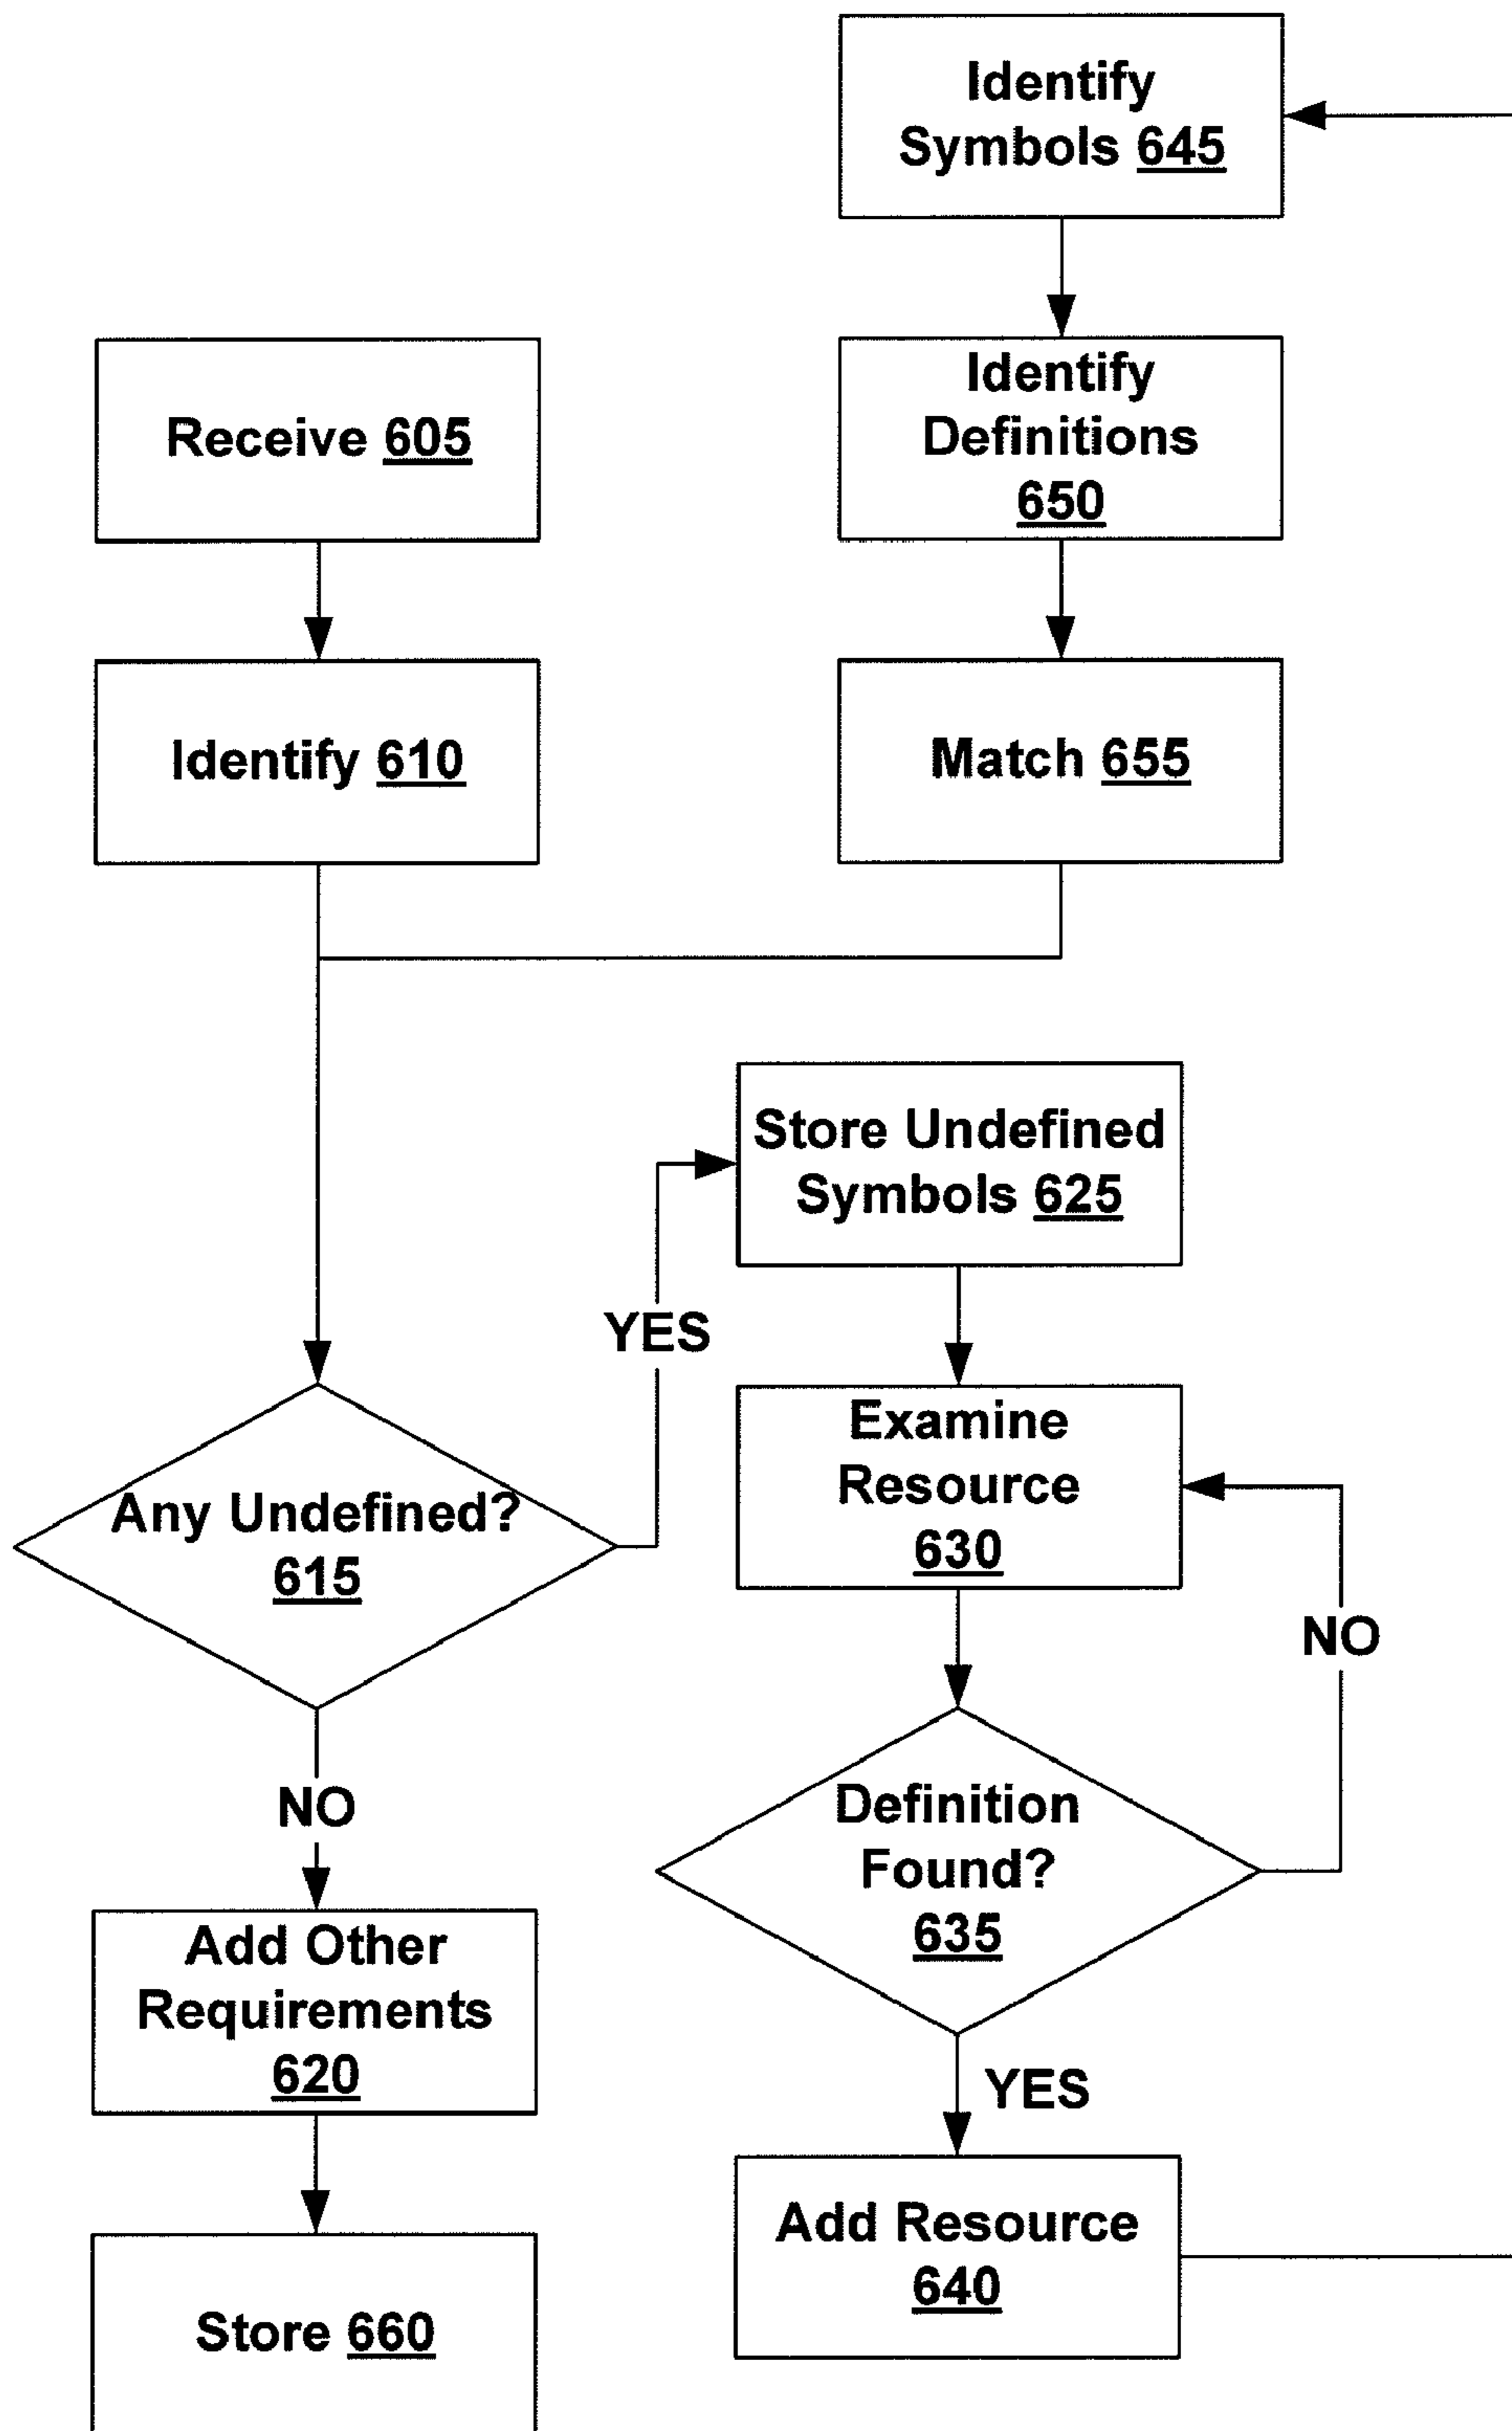 Identify
Symbols 645
Identify
Definitions
650
Receive 605
Identify 610
Match 655
Store Undefined
Symbols 625
YES
Examine
Resource
630
Any Undefined?
615
NO
NO
Definition
Found?
635
Add Other
Requirements
620
YES
Add Resource
640
Store 660